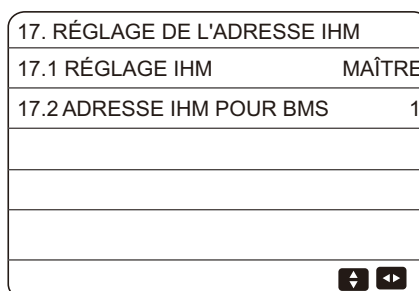 17. RÉGLAGE DE L'ADRESSE IHM
17.1 RÉGLAGE IHM MAÎTRE
17.2 ADRESSE IHM POUR BMS 1